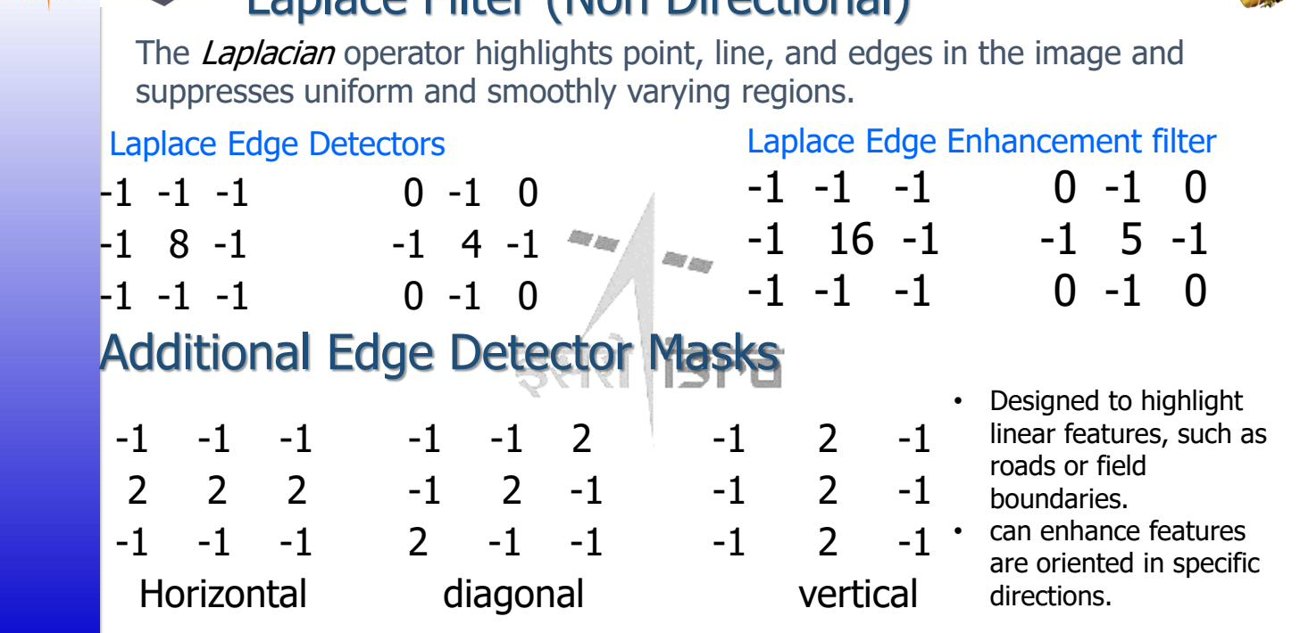 Laplace Filter (Non Directional)
The Laplacian operator highlights point, line, and edges in the image and
suppresses uniform and smoothly varying regions.
Laplace Edge Detectors
Laplace Edge Enhancement filter
-1 -1 -1 0 -1 0 -1 -1 -1 0 -1 0
-1 8 -1 -1 4 -1 -1 16 -1 -1 5 -1
-1 -1 -1 0 -1 0 -1 -1 -1 0 -1 0
Additional Edge Detector Masks
इसरो isro
-1 -1 -1 -1 -1 2 -1 2 -1
2 2 2 -1 2 -1 -1 2 -1
-1 -1 -1 2 -1 -1 -1 2 -1
Horizontal diagonal vertical
• Designed to highlight
linear features, such as
roads or field
boundaries.
• can enhance features
are oriented in specific
directions.